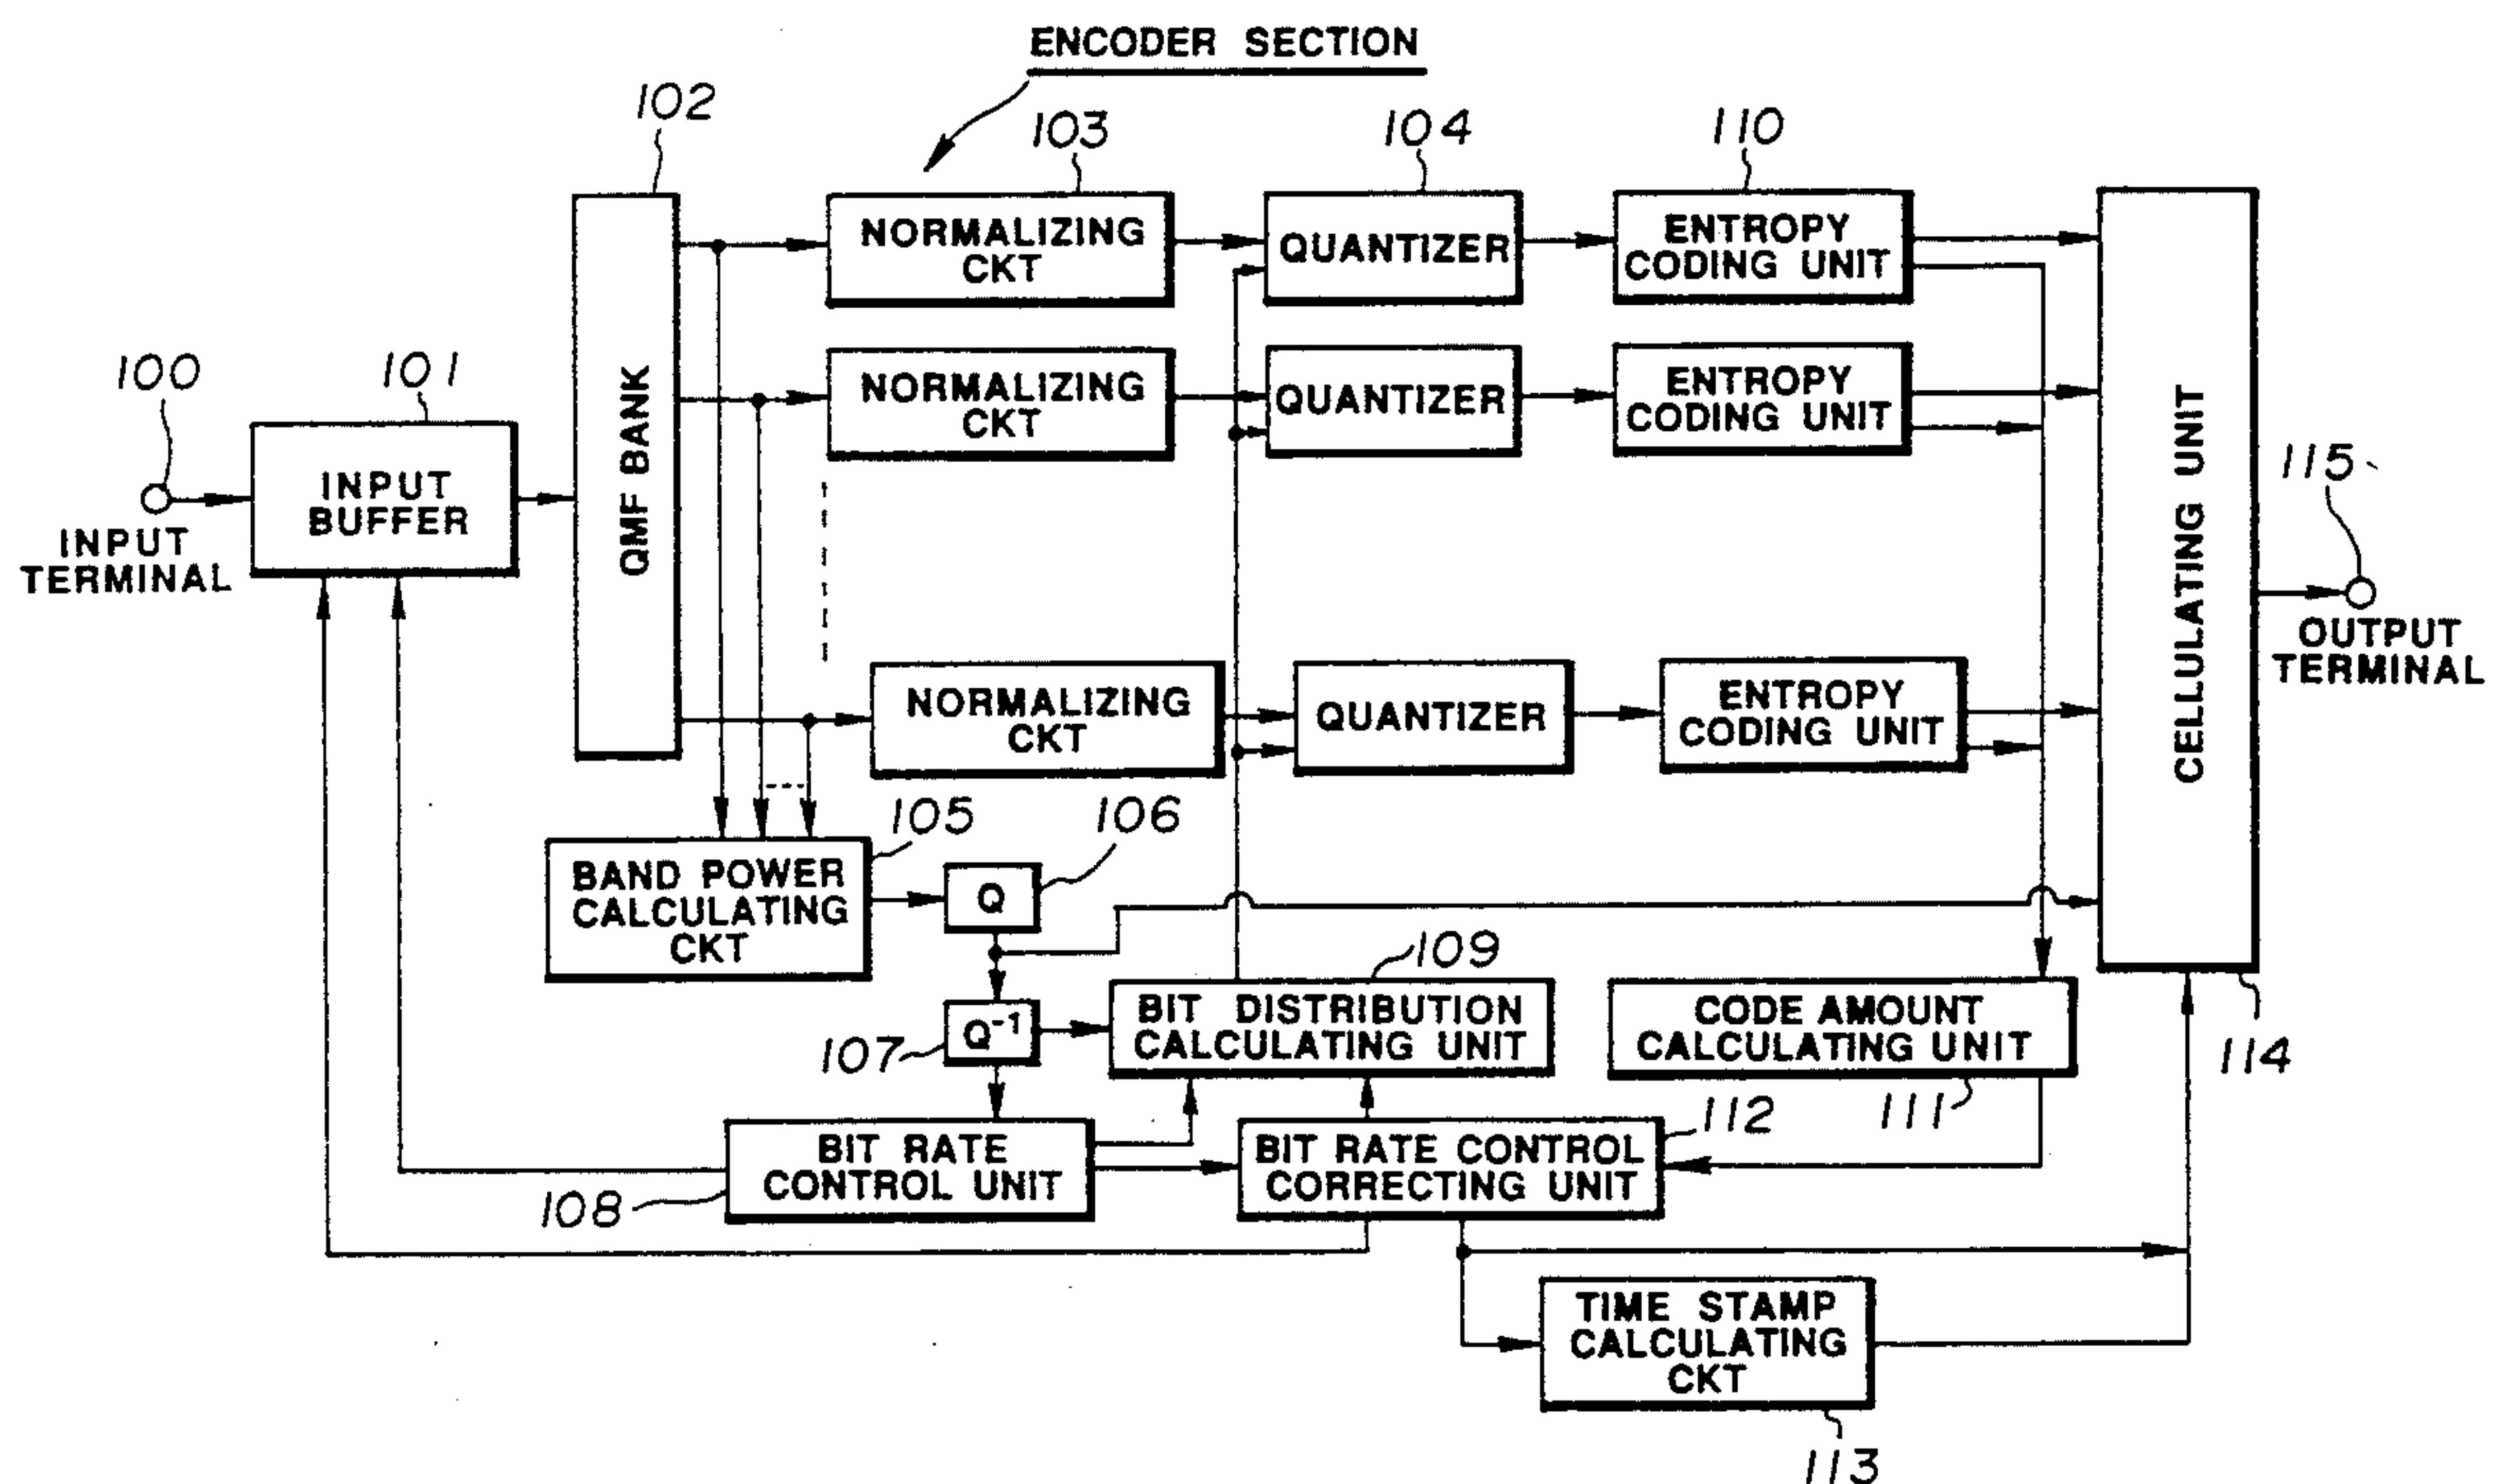 ENCODER SECTION
102
103
104
110
NORMALIZING
CKT
QUANTIZER
ENTROPY
CODING UNIT
100
101
NORMALIZING
CKT
QUANTIZER
ENTROPY
CODING UNIT
INPUT
BUFFER
INPUT
TERMINAL
QMF BANK
CELLULATING UNIT
115
OUTPUT
TERMINAL
NORMALIZING
CKT
QUANTIZER
ENTROPY
CODING UNIT
105
106
BAND POWER
CALCULATING
CKT
Q
109
107
Q⁻¹
BIT DISTRIBUTION
CALCULATING UNIT
CODE AMOUNT
CALCULATING UNIT
114
111
112
108
BIT RATE
CONTROL UNIT
BIT RATE CONTROL
CORRECTING UNIT
TIME STAMP
CALCULATING
CKT
113